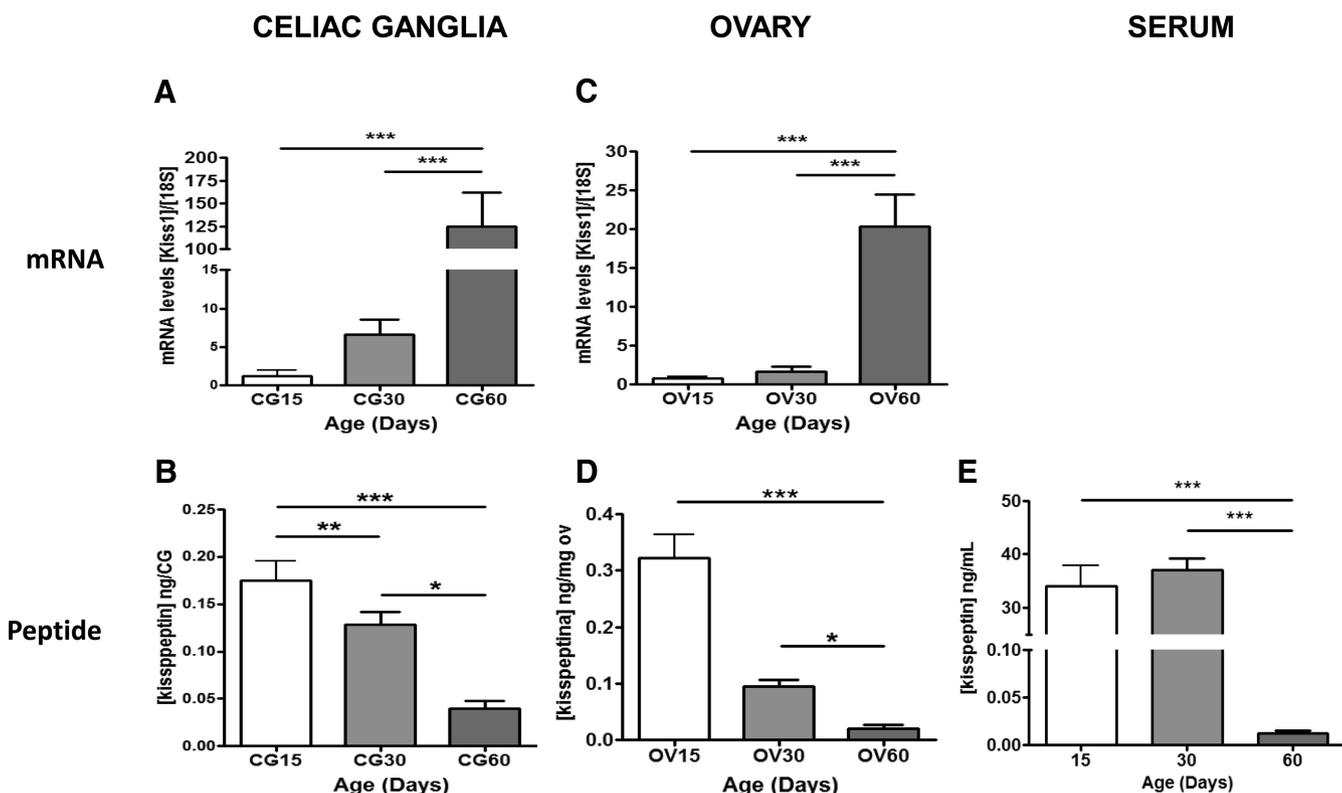 CELIAC GANGLIA
OVARY
SERUM
mRNA
Peptide
A
mRNA levels [Kiss1]/[18S]
200
175
150
125
100
15
10
5
0
***
***
CG15 CG30 CG60
Age (Days)
C
mRNA levels [Kiss1]/[18S]
30
25
20
15
10
5
0
***
***
OV15 OV30 OV60
Age (Days)
B
[kissppeptin] ng/CG
0.25
0.20
0.15
0.10
0.05
0.00
***
**
*
CG15 CG30 CG60
Age (Days)
D
[kisspeptina] ng/mg ov
0.4
0.3
0.2
0.1
0.0
***
*
OV15 OV30 OV60
Age (Days)
E
[kisspeptin] ng/mL
50
40
30
0.10
0.05
0.00
***
***
15 30 60
Age (Days)